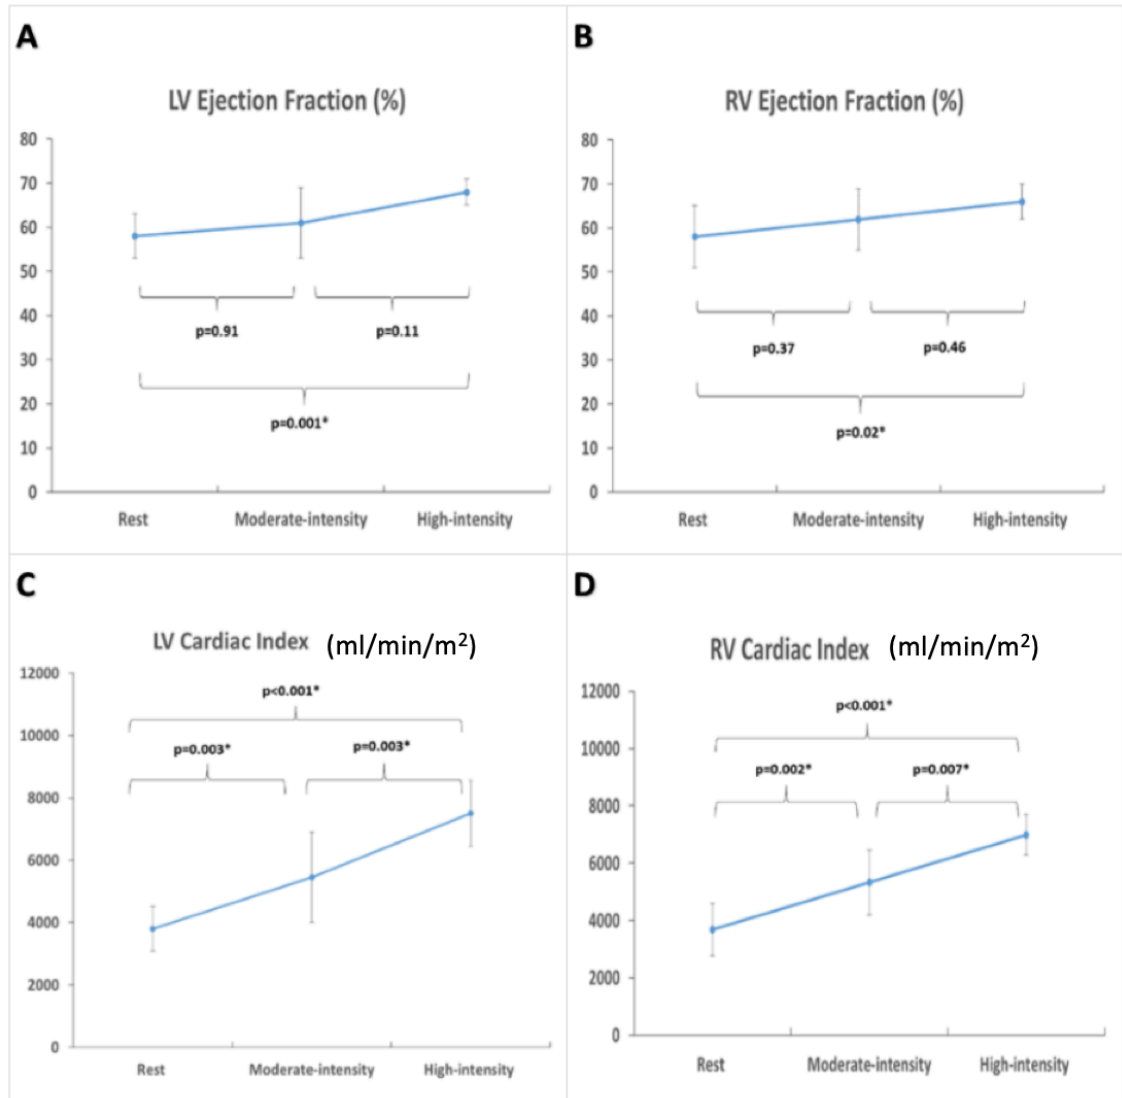 A
LV Ejection Fraction (%)
80
70
60
50
40
30
20
10
0
p=0.91
p=0.11
p=0.001*
Rest
Moderate-intensity
High-intensity
B
RV Ejection Fraction (%)
80
70
60
50
40
30
20
10
0
p=0.37
p=0.46
p=0.02*
Rest
Moderate-intensity
High-intensity
C
LV Cardiac Index (ml/min/m²)
12000
10000
8000
6000
4000
2000
0
p<0.001*
p=0.003*
p=0.003*
Rest
Moderate-intensity
High-intensity
D
RV Cardiac Index (ml/min/m²)
12000
10000
8000
6000
4000
2000
0
p<0.001*
p=0.002*
p=0.007*
Rest
Moderate-intensity
High-intensity